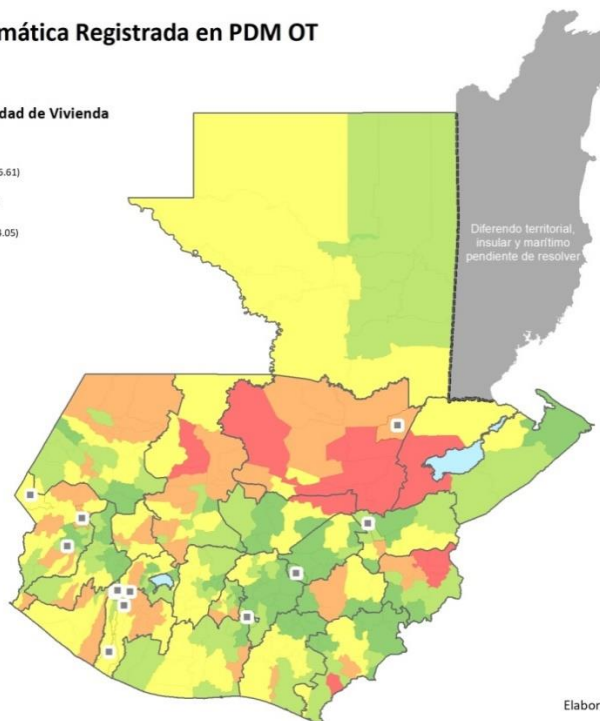 mática Registrada en PDM OT
dad de Vivienda
5.61)
.05)
Diferendo territorial,
insular y marítimo
pendiente de resolver
Elabor